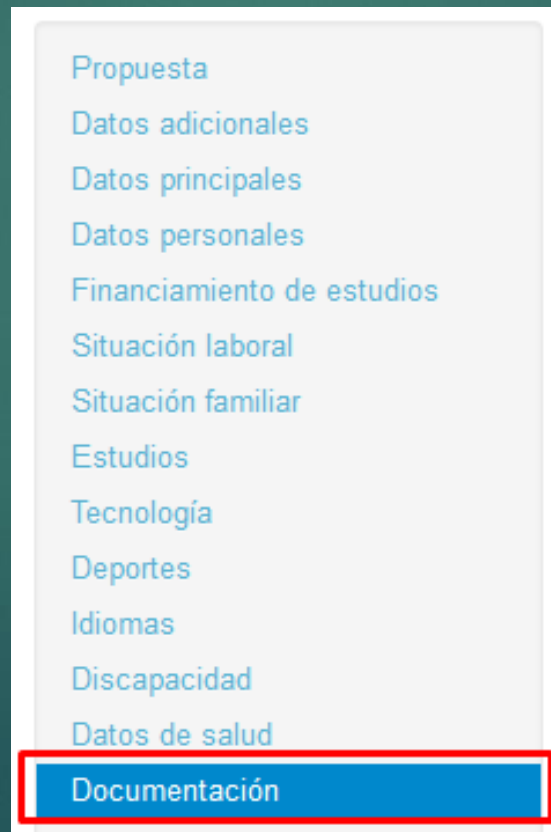 Propuesta
Datos adicionales
Datos principales
Datos personales
Financiamiento de estudios
Situación laboral
Situación familiar
Estudios
Tecnología
Deportes
Idiomas
Discapacidad
Datos de salud
Documentación